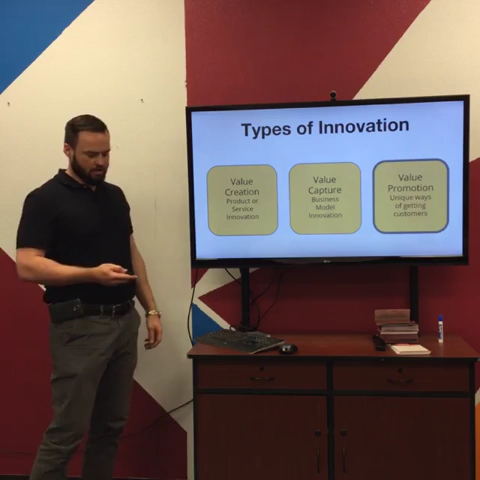 Types of Innovation
Value
Creation
Product or
Service
Innovation
Value
Capture
Business
Model
Innovation
Value
Promotion
Unique ways
of getting
customers